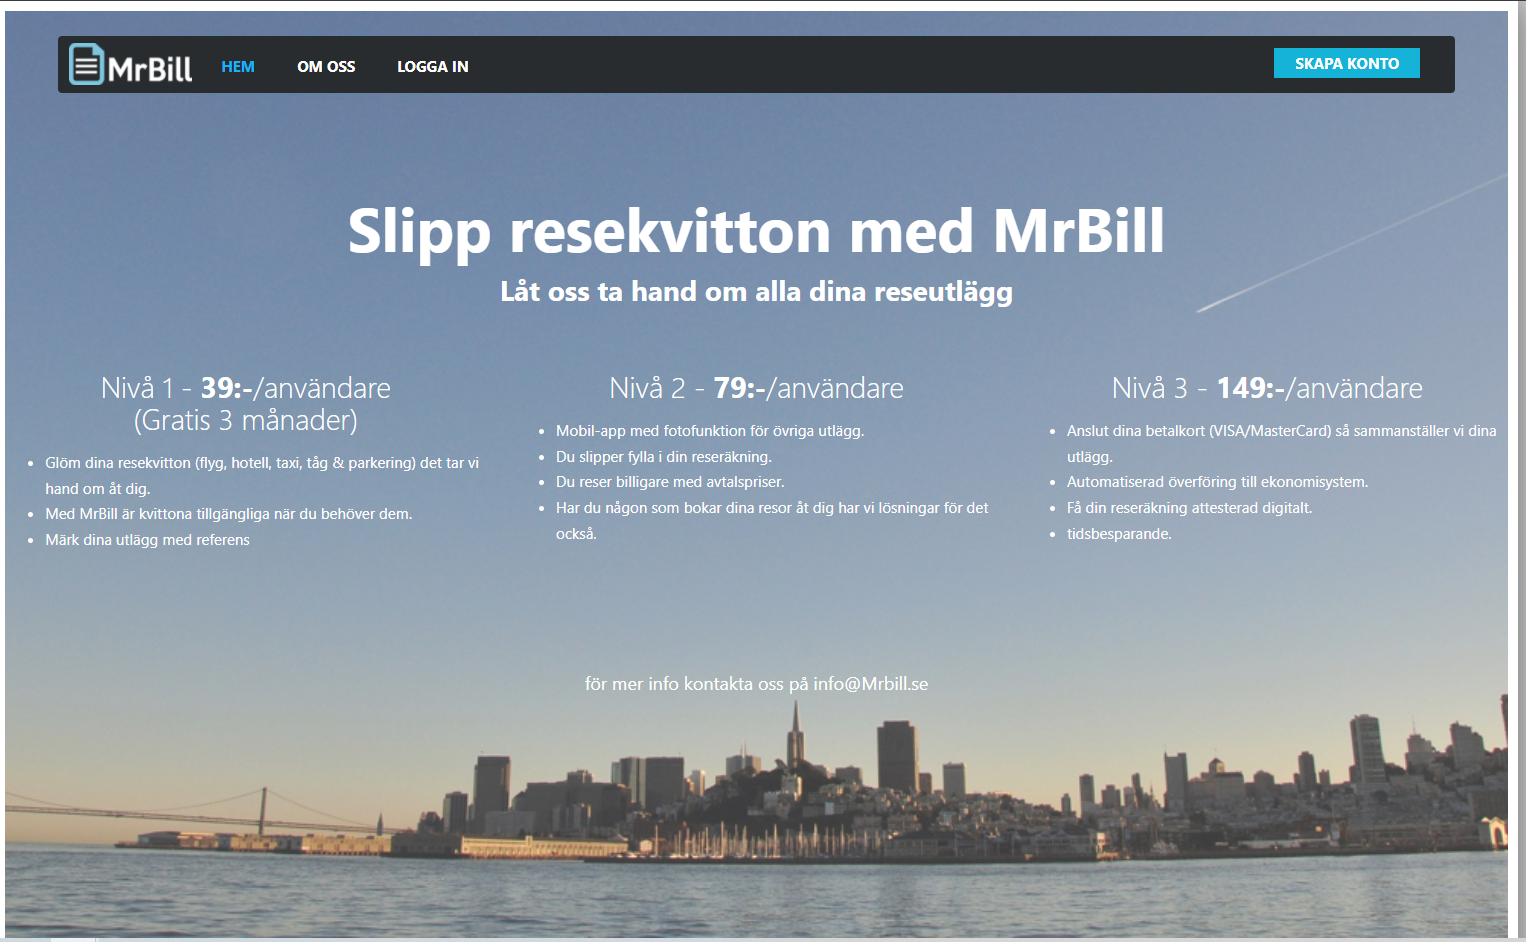 MrBill HEM OM OSS LOGGA IN SKAPA KONTO
Slipp resekvitton med MrBill
Låt oss ta hand om alla dina reseutlägg
Nivå 1 - 39:-/användare
(Gratis 3 månader)
• Glöm dina resekvitton (flyg, hotell, taxi, tåg & parkering) det tar vi
hand om åt dig.
• Med MrBill är kvittona tillgängliga när du behöver dem.
• Märk dina utlägg med referens
Nivå 2 - 79:-/användare
• Mobil-app med fotofunktion för övriga utlägg.
• Du slipper fylla i din reseräkning.
• Du reser billigare med avtalspriser.
• Har du någon som bokar dina resor åt dig har vi lösningar för det
också.
Nivå 3 - 149:-/användare
• Anslut dina betalkort (VISA/MasterCard) så sammanställer vi dina
utlägg.
• Automatiserad överföring till ekonomisystem.
• Få din reseräkning attesterad digitalt.
• tidsbesparande.
för mer info kontakta oss på info@Mrbill.se